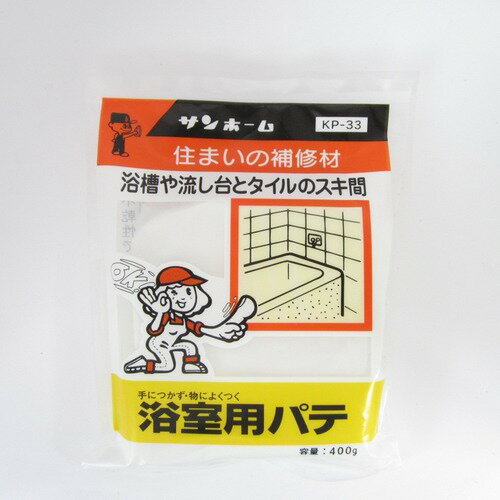 サンホーム
KP-33
住まいの補修材
浴槽や流し台とタイルのスキ間
OK
手につかず・物によくつく
浴室用パテ
容量:400g